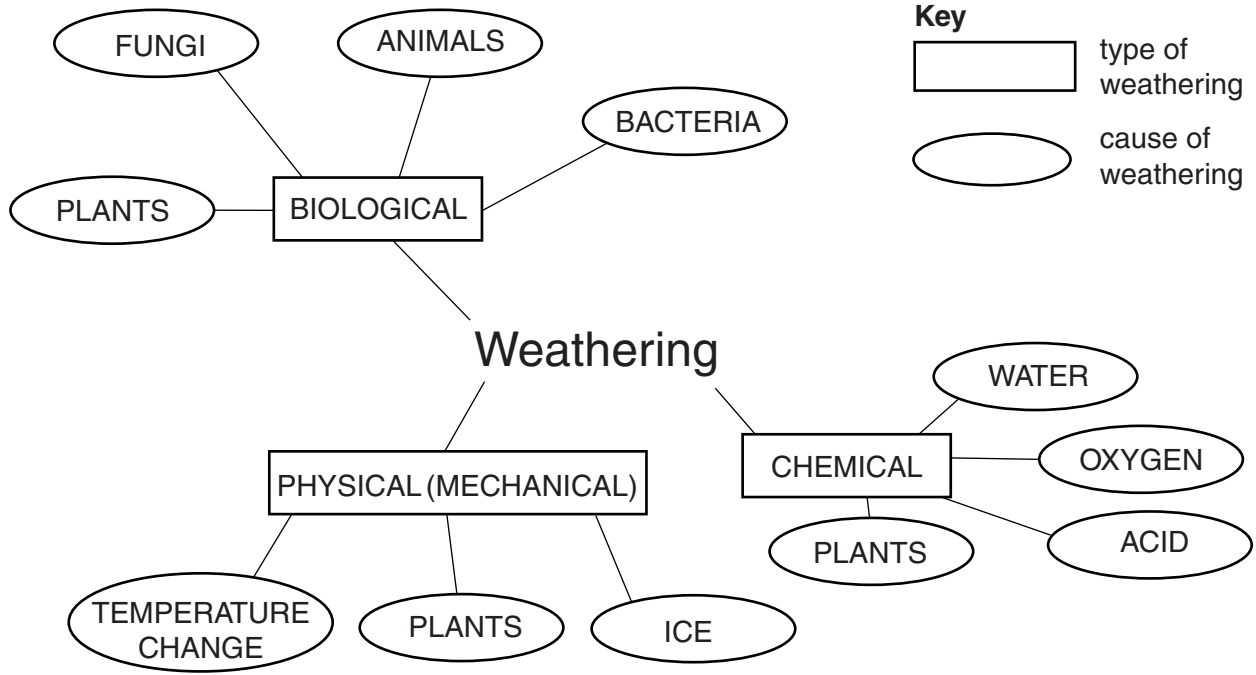 FUNGI
ANIMALS
BACTERIA
PLANTS
BIOLOGICAL
Key
type of
weathering
cause of
weathering
Weathering
PHYSICAL (MECHANICAL)
TEMPERATURE
CHANGE
PLANTS
ICE
CHEMICAL
WATER
OXYGEN
ACID
PLANTS